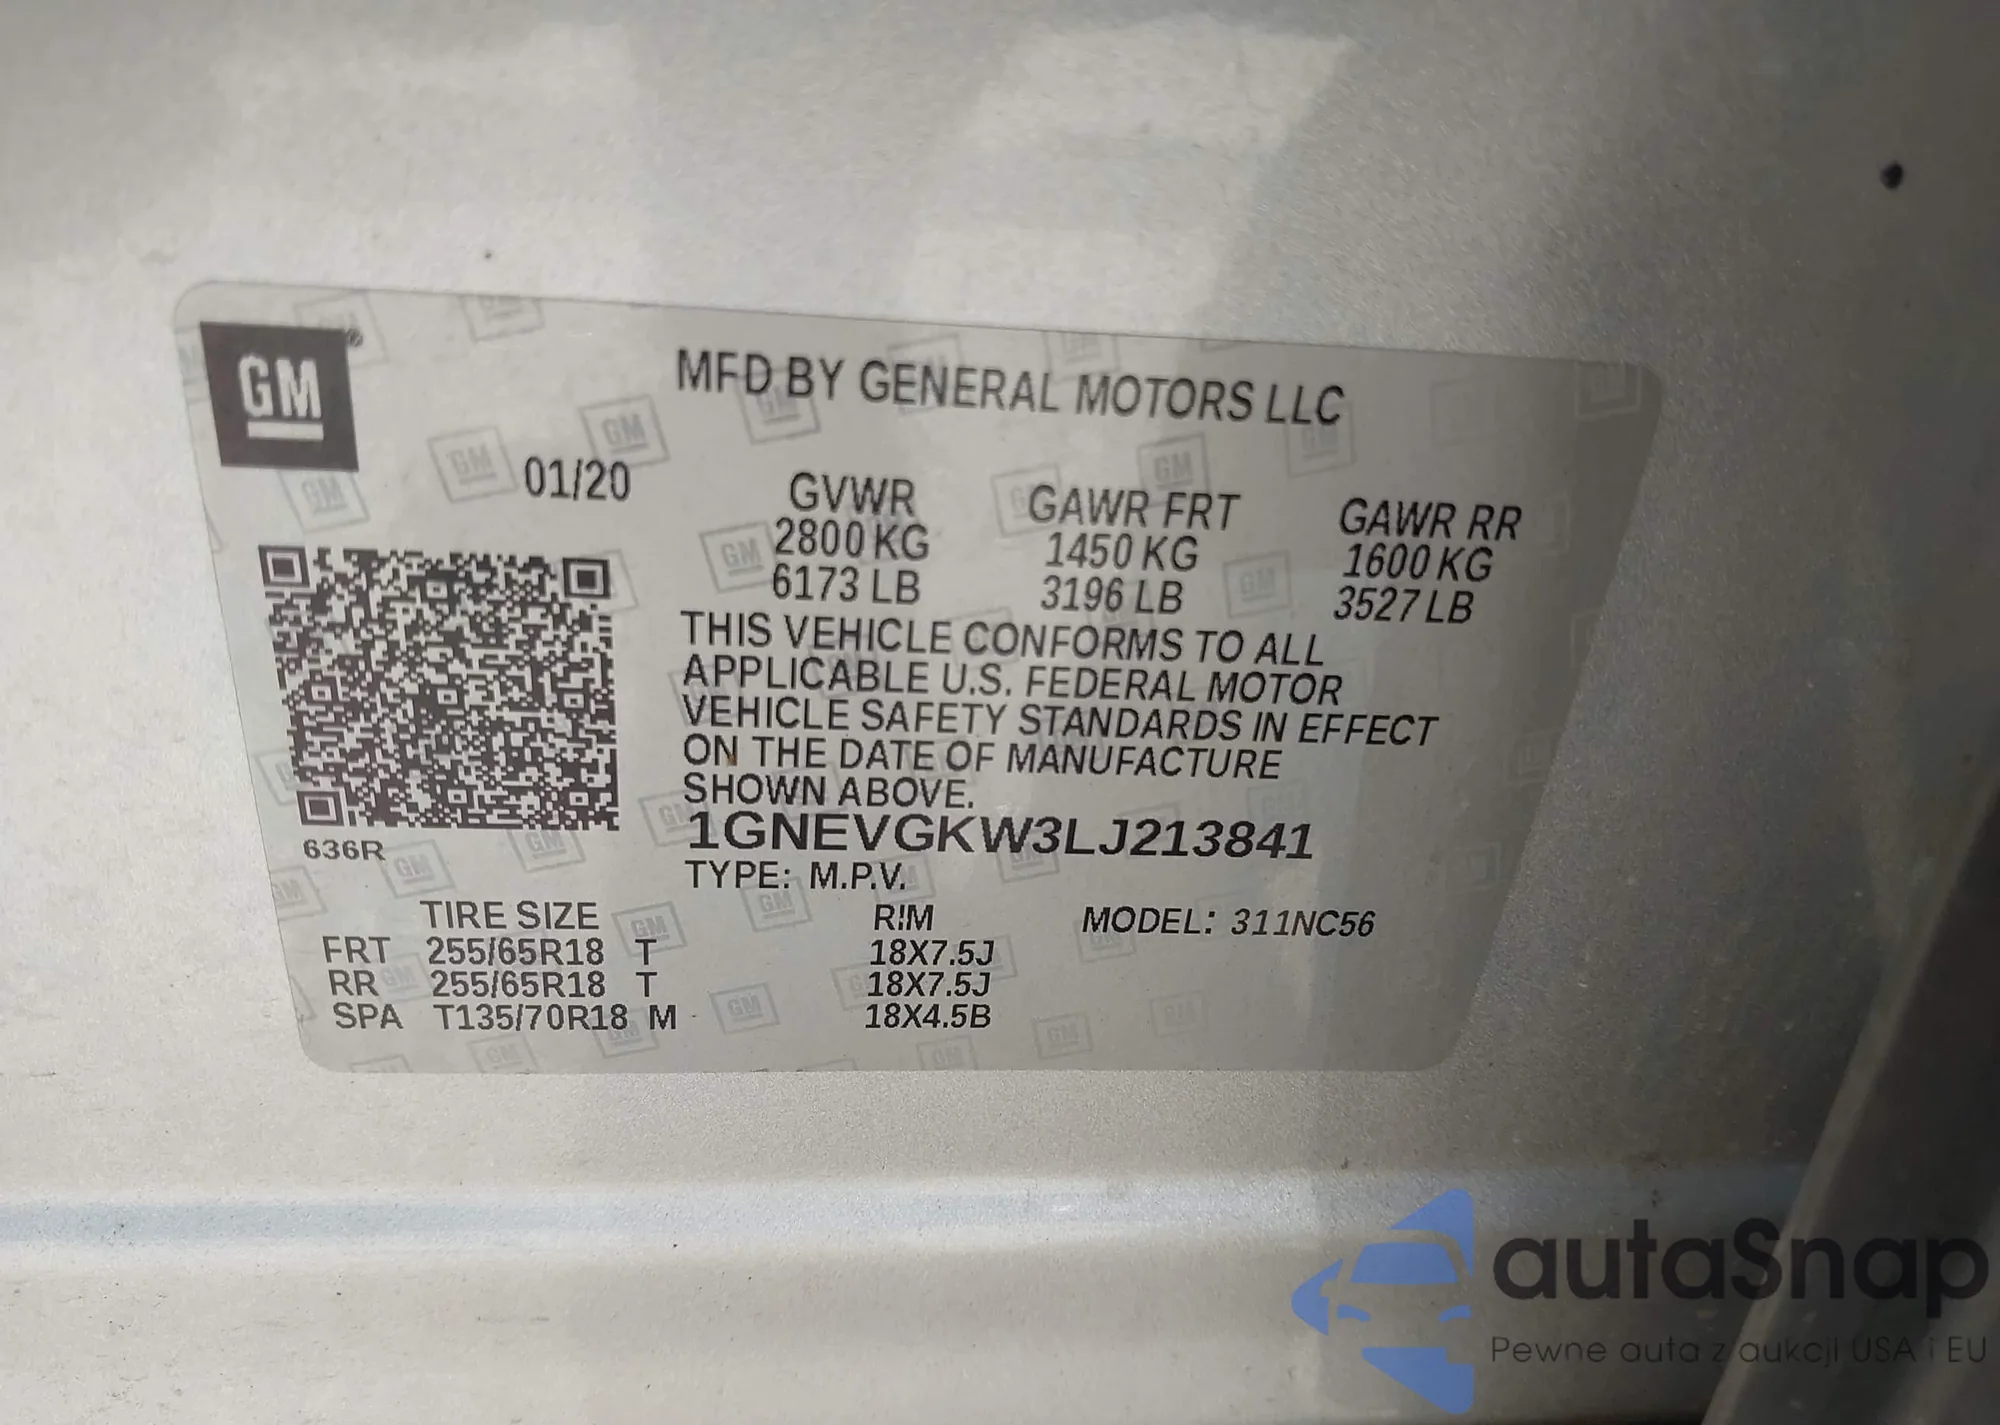 GM
MFD BY GENERAL MOTORS LLC
01/20
GVWR GAWR FRT GAWR RR
2800 KG 1450 KG 1600 KG
6173 LB 3196 LB 3527 LB
THIS VEHICLE CONFORMS TO ALL
APPLICABLE U.S. FEDERAL MOTOR
VEHICLE SAFETY STANDARDS IN EFFECT
ON THE DATE OF MANUFACTURE
SHOWN ABOVE.
1GNEVGKW3LJ213841
636R
TYPE: M.P.V.
TIRE SIZE RIM MODEL: 311NC56
FRT 255/65R18 T 18X7.5J
RR 255/65R18 T 18X7.5J
SPA T135/70R18 M 18X4.5B
autaSnap
Pewne auta z aukcji USA i EU